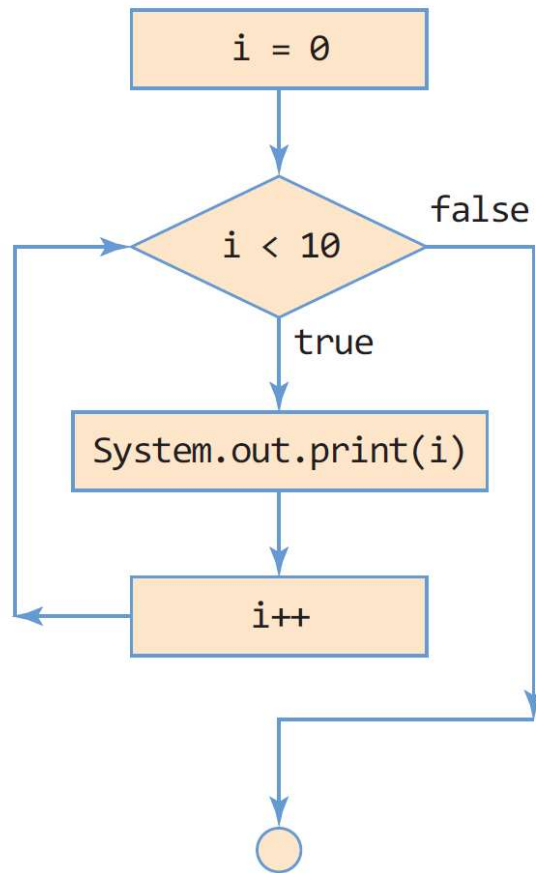 i = 0
false
i < 10
true
System.out.print(i)
i++